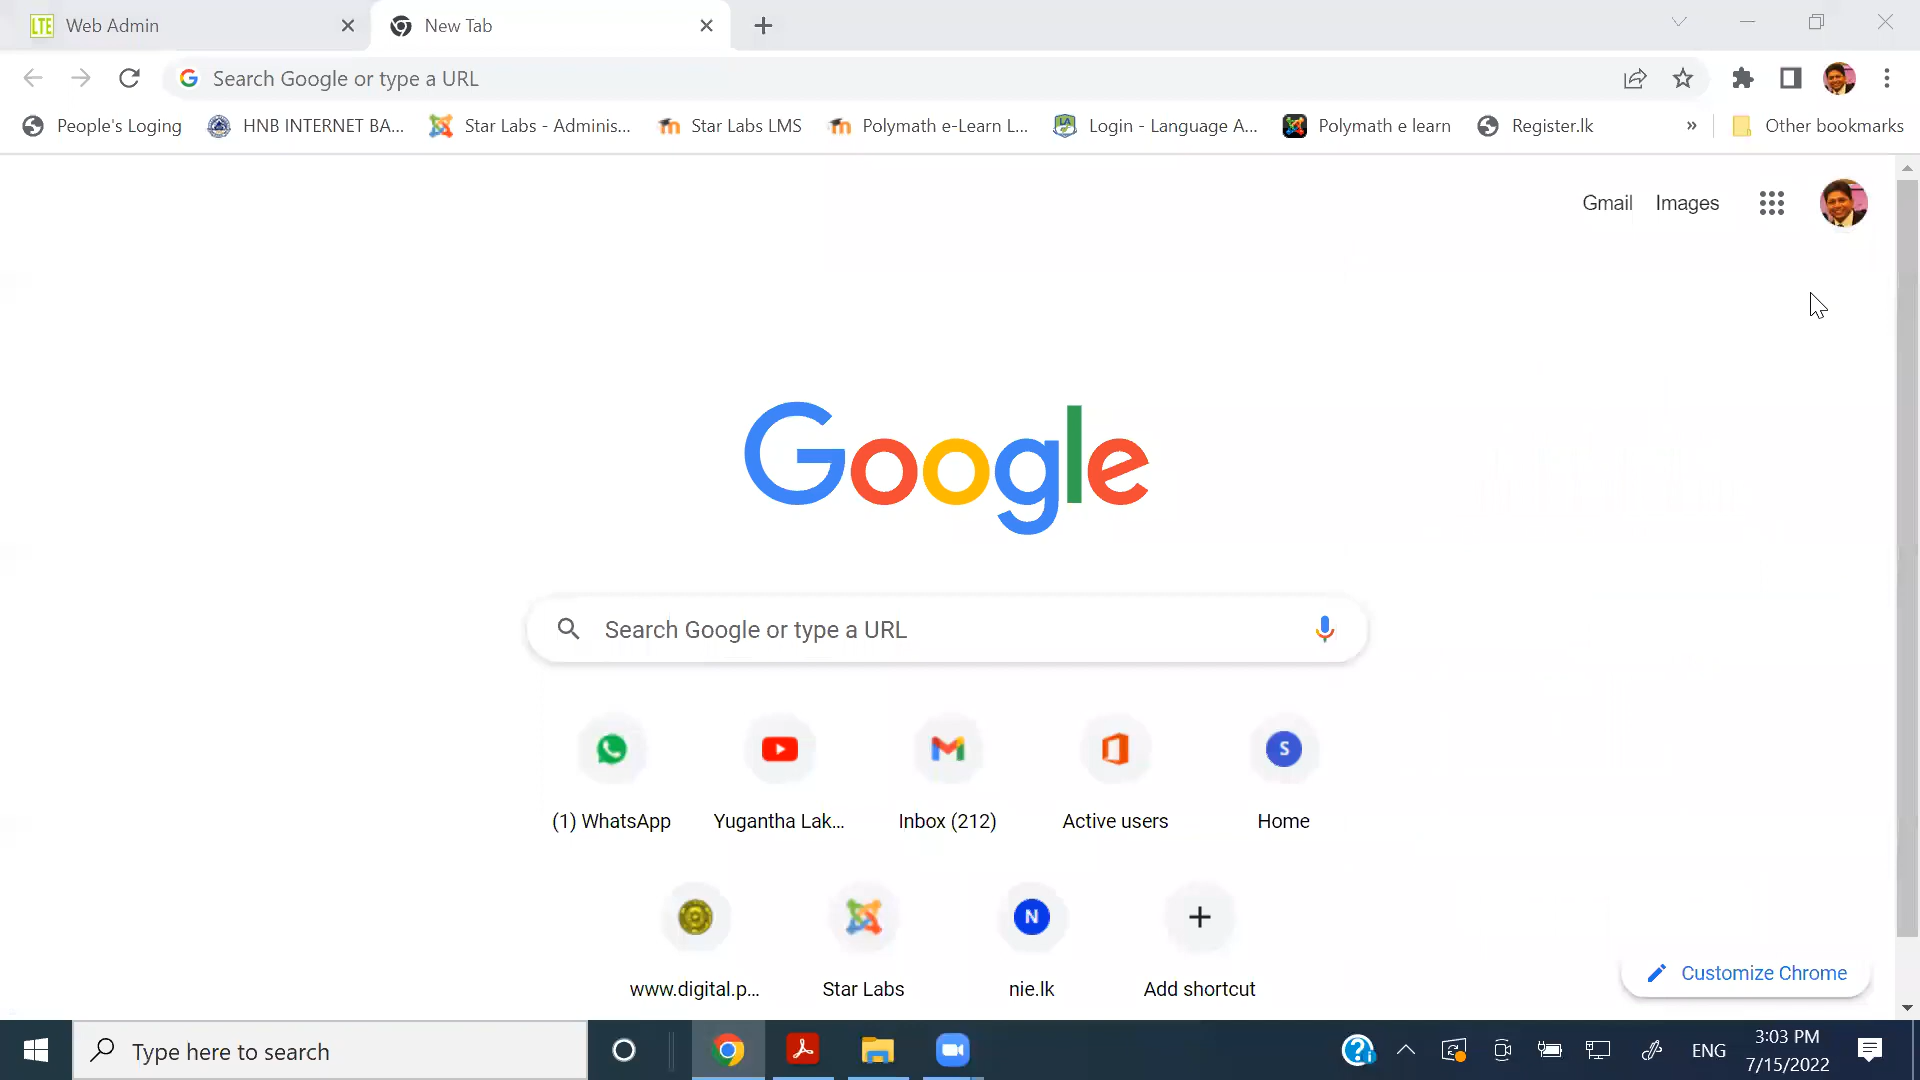 LTE Web Admin
New Tab
Search Google or type a URL
People's Loging HNB INTERNET BA... Star Labs - Adminis... Star Labs LMS Polymath e-Learn L... Login - Language A... Polymath e learn Register.lk » Other bookmarks
Gmail Images
Google
Search Google or type a URL
(1) WhatsApp Yugantha Lak... Inbox (212) Active users S Home
www.digital.p... Star Labs N nie.lk Add shortcut
Customize Chrome
Type here to search
ENG
3:03 PM
7/15/2022